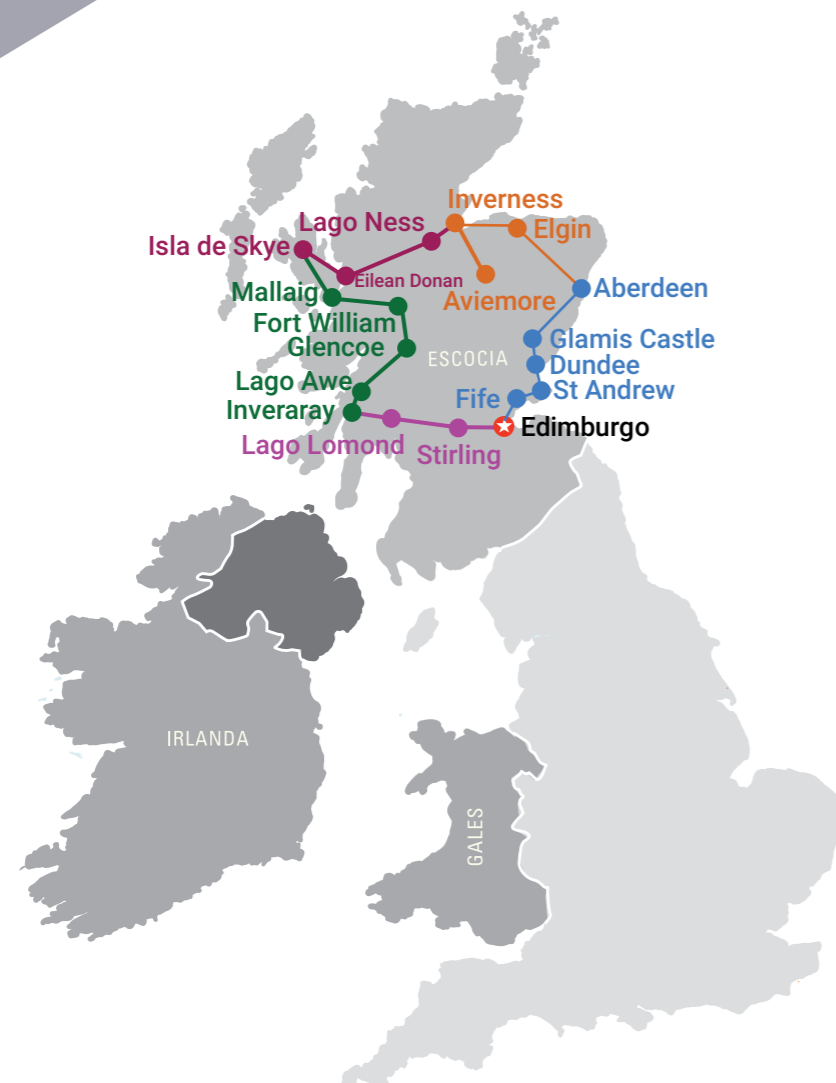 Inverness
Lago Ness
Elgin
Isla de Skye
Eilean Donan
Mallaig
Aviemore
Aberdeen
Fort William
Glamis Castle
Glencoe
ESCOCIA
Dundee
Lago Awe
St Andrew
Fife
Inveraray
Edimburgo
Lago Lomond
Stirling
IRLANDA
GALES